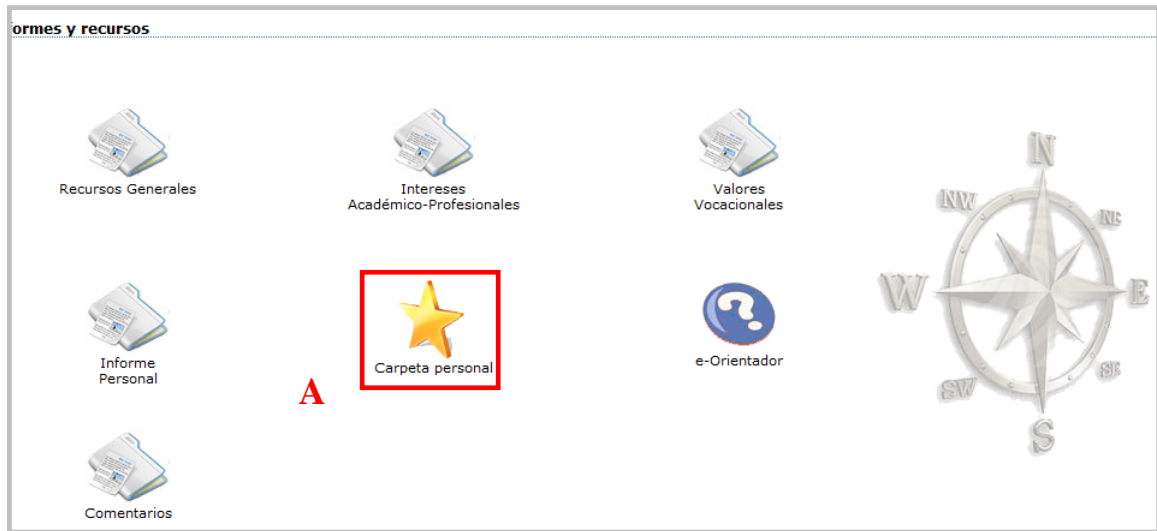 ormes y recursos
Recursos Generales
Intereses
Académico-Profesionales
Valores
Vocacionales
Informe
Personal
A
Carpeta personal
e-Orientador
Comentarios
N
NW
NE
W
E
SW
SE
S